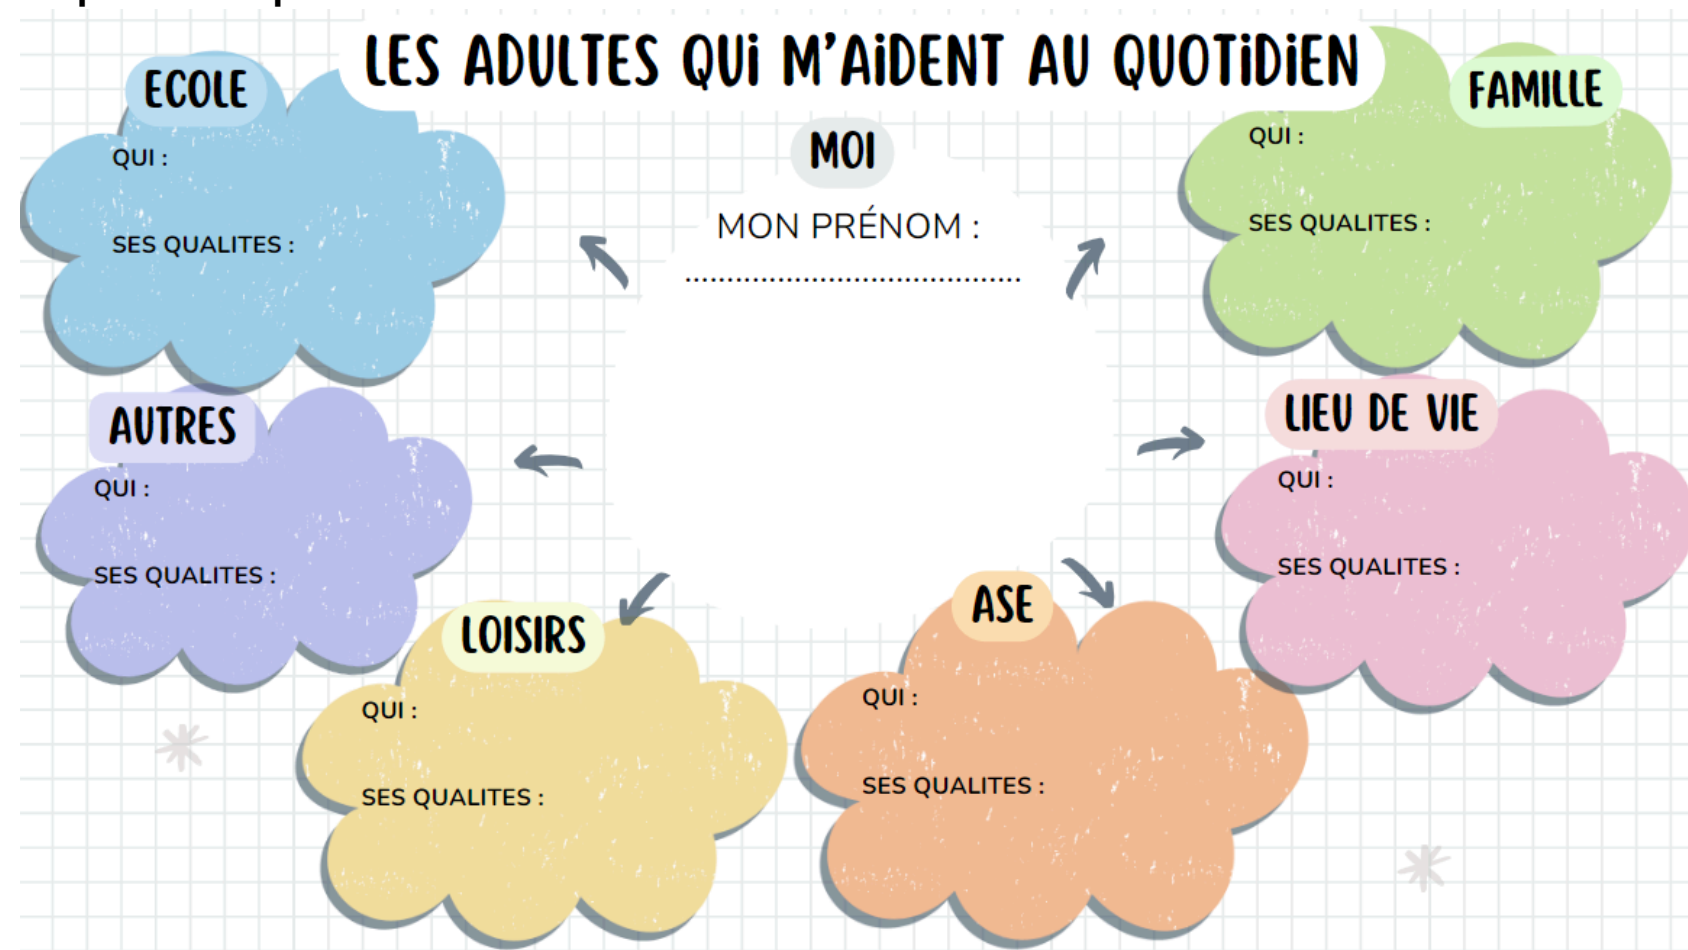 LES ADULTES QUi M'AiDENT AU QUOTiDiEN
ECOLE
QUI :
SES QUALITES :
MOI
MON PRÉNOM :
........................................
FAMILLE
QUI :
SES QUALITES :
AUTRES
QUI :
SES QUALITES :
LIEU DE VIE
QUI :
SES QUALITES :
LOISIRS
QUI :
SES QUALITES :
ASE
QUI :
SES QUALITES :